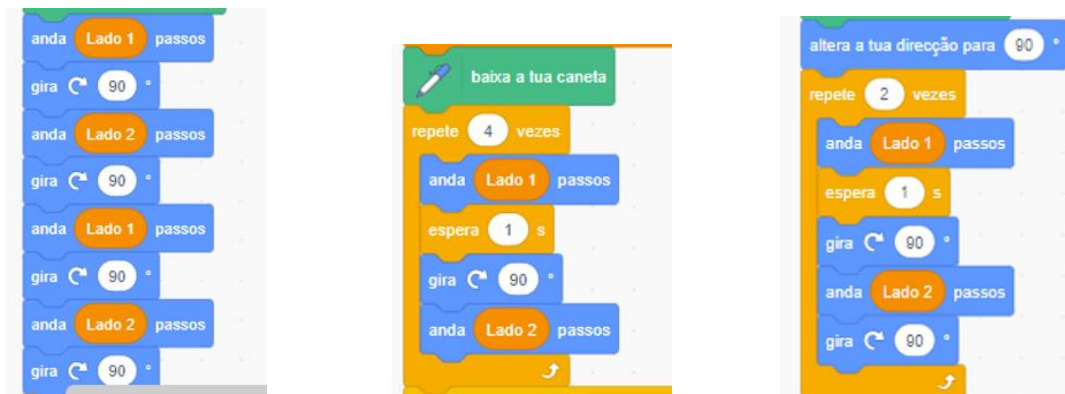 anda Lado 1 passos
gira 90 °
anda Lado 2 passos
gira 90 °
anda Lado 1 passos
gira 90 °
anda Lado 2 passos
gira 90 °
baixa a tua caneta
repete 4 vezes
anda Lado 1 passos
espera 1 s
gira 90 °
anda Lado 2 passos
altera a tua direcção para 90 °
repete 2 vezes
anda Lado 1 passos
espera 1 s
gira 90 °
anda Lado 2 passos
gira 90 °